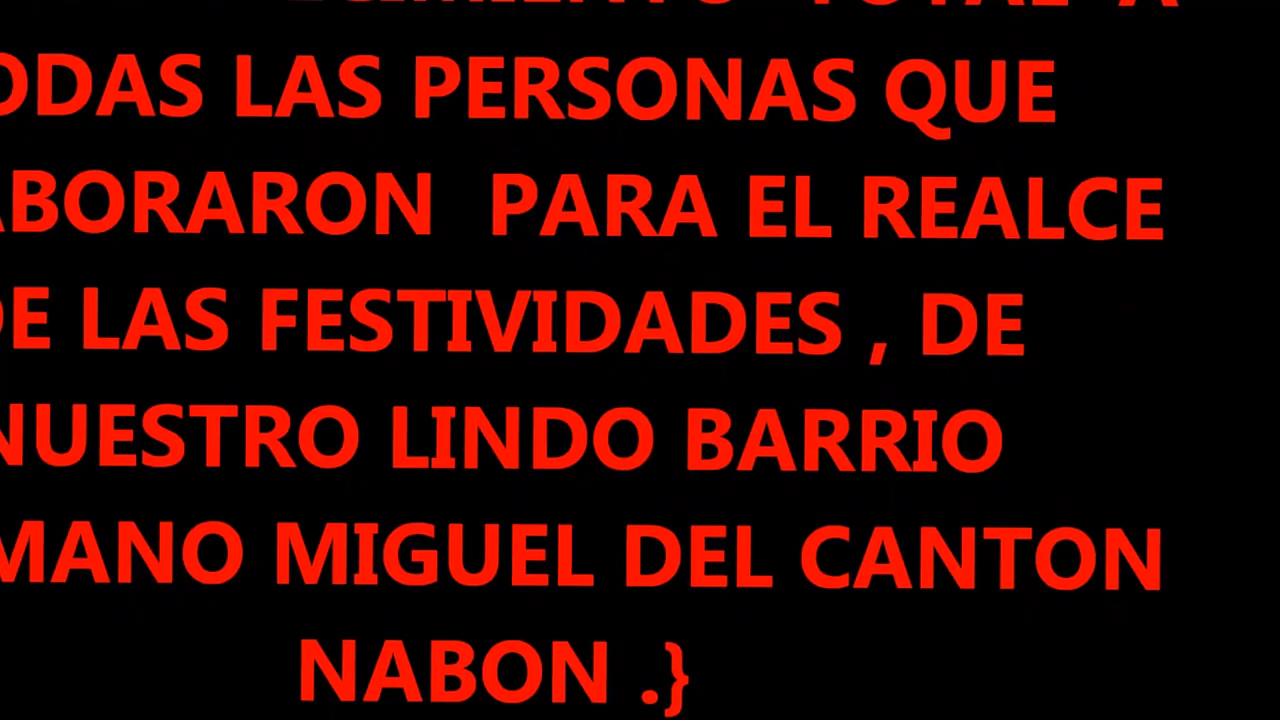 TOTAL A
ODAS LAS PERSONAS QUE
ABORARON PARA EL REALCE
DE LAS FESTIVIDADES , DE
NUESTRO LINDO BARRIO
MANO MIGUEL DEL CANTON
NABON .}